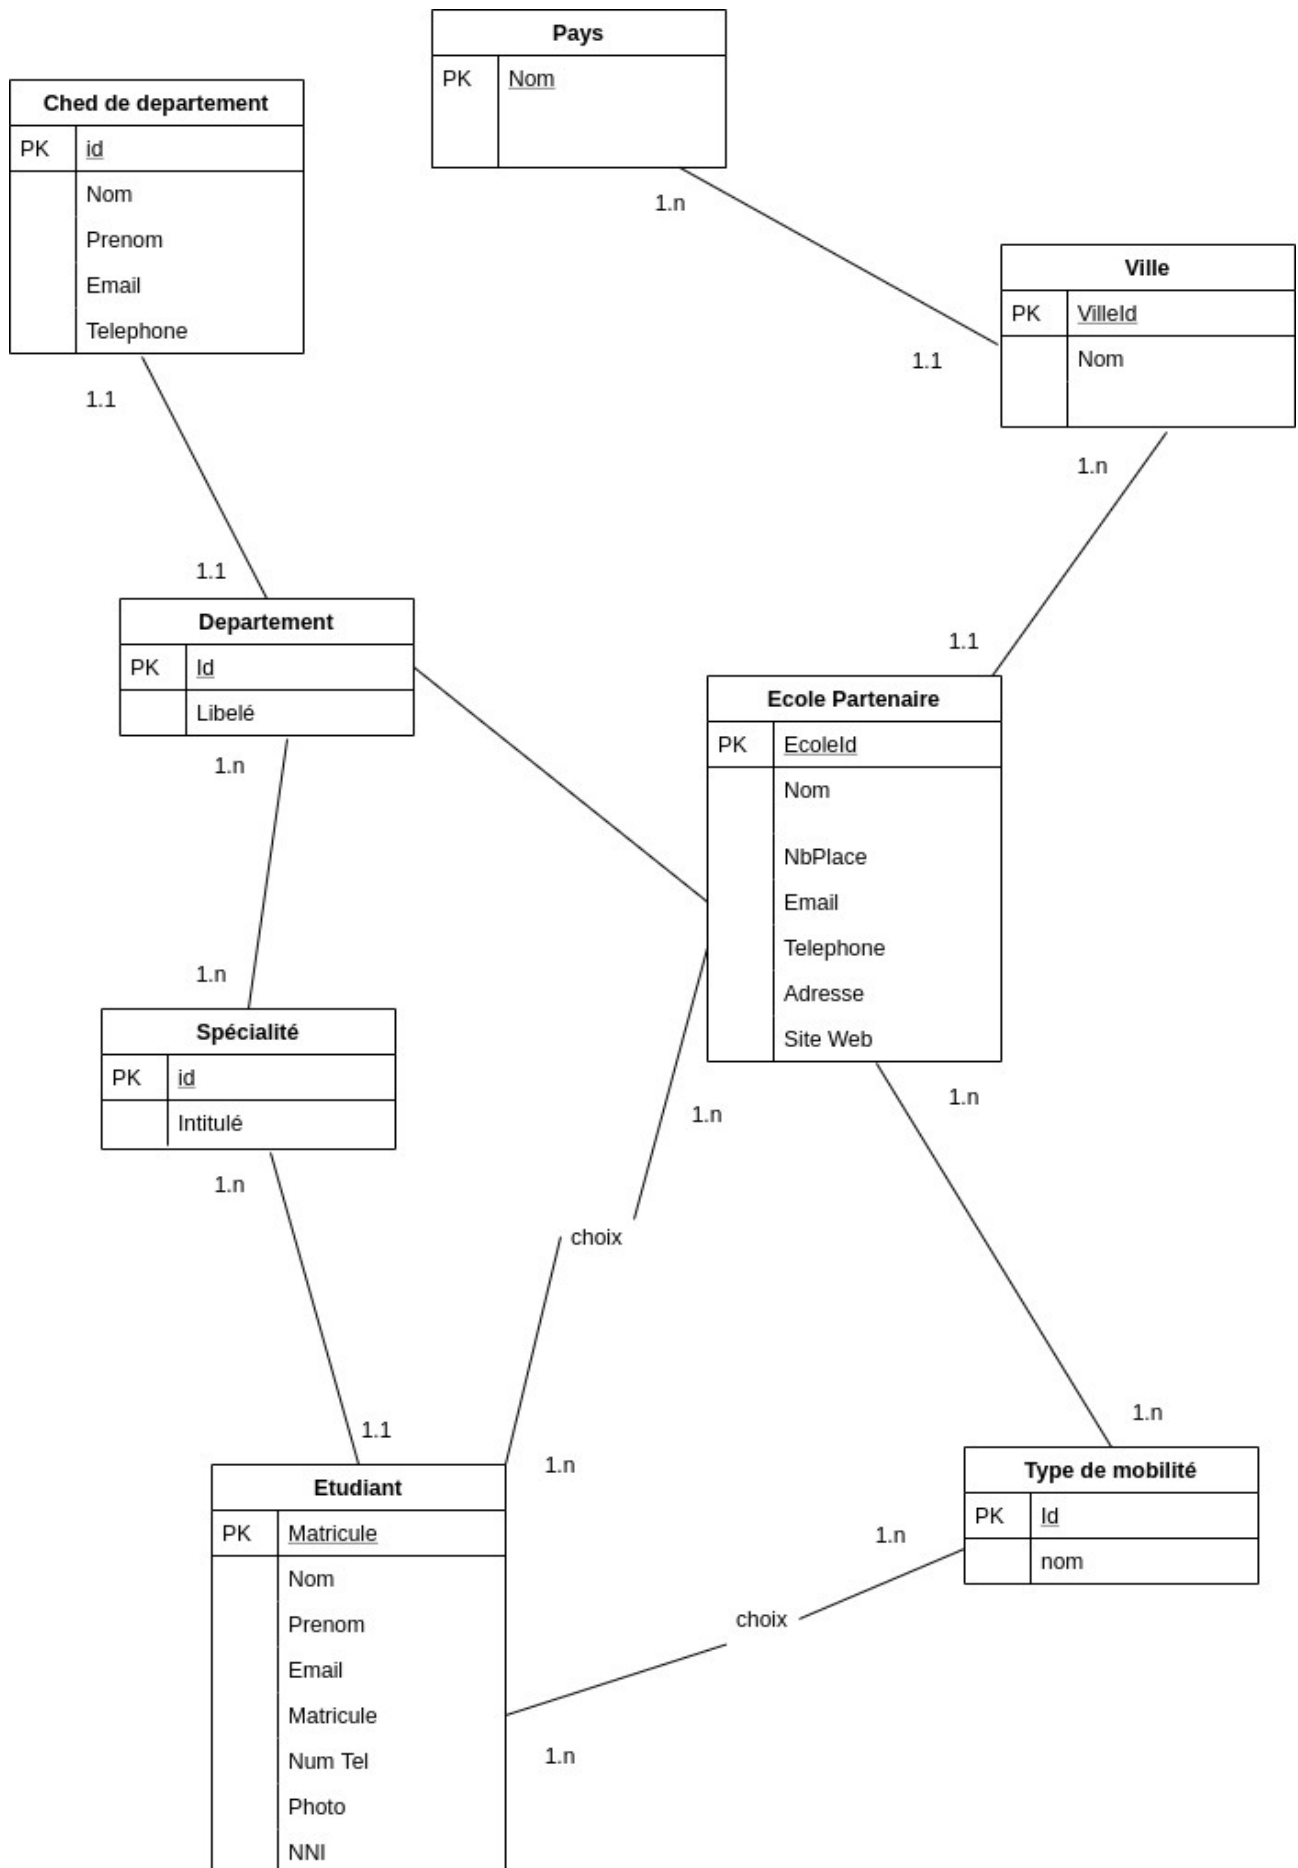 Pays
PK Nom
Ched de departement
PK id
Nom
Prenom
Email
Telephone
1.n
Ville
PK VilleId
Nom
1.1
1.1
1.n
1.1
Departement
PK Id
Libelé
1.1
Ecole Partenaire
PK EcoleId
Nom
NbPlace
Email
Telephone
Adresse
Site Web
1.n
1.n
Spécialité
PK id
Intitulé
1.n
1.n
1.n
choix
1.1
1.n
1.n
Etudiant
PK Matricule
Nom
Prenom
Email
Matricule
Num Tel
Photo
NNI
Type de mobilité
PK Id
nom
1.n
choix
1.n